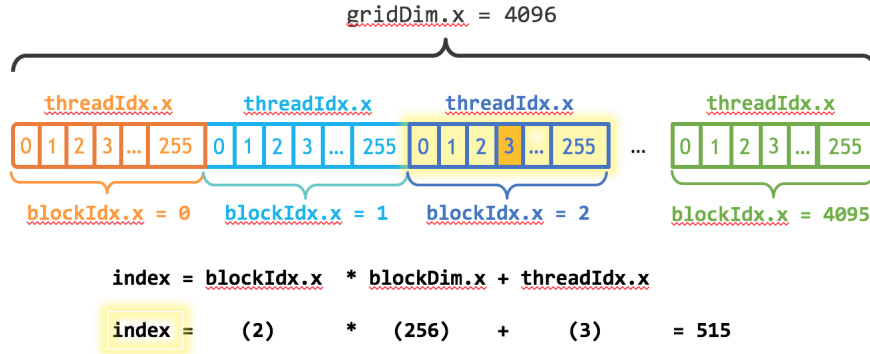 gridDim.x = 4096
threadIdx.x threadIdx.x threadIdx.x threadIdx.x
0 1 2 3 ... 255 0 1 2 3 ... 255 0 1 2 3 ... 255 ... 0 1 2 3 ... 255
blockIdx.x = 0 blockIdx.x = 1 blockIdx.x = 2 blockIdx.x = 4095
index = blockIdx.x * blockDim.x + threadIdx.x
index = (2) * (256) + (3) = 515